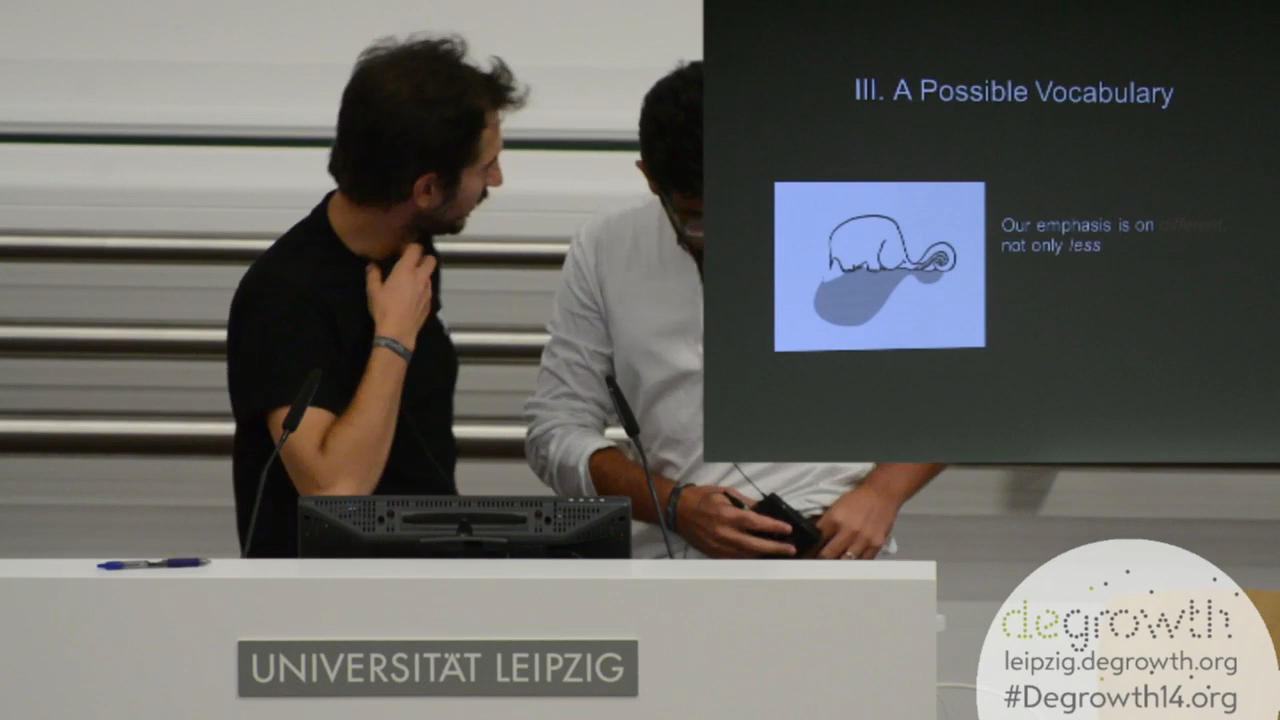 III. A Possible Vocabulary
Our emphasis is on different,
not only less
UNIVERSITÄT LEIPZIG
degrowth
leipzig.degrowth.org
#Degrowth14.org